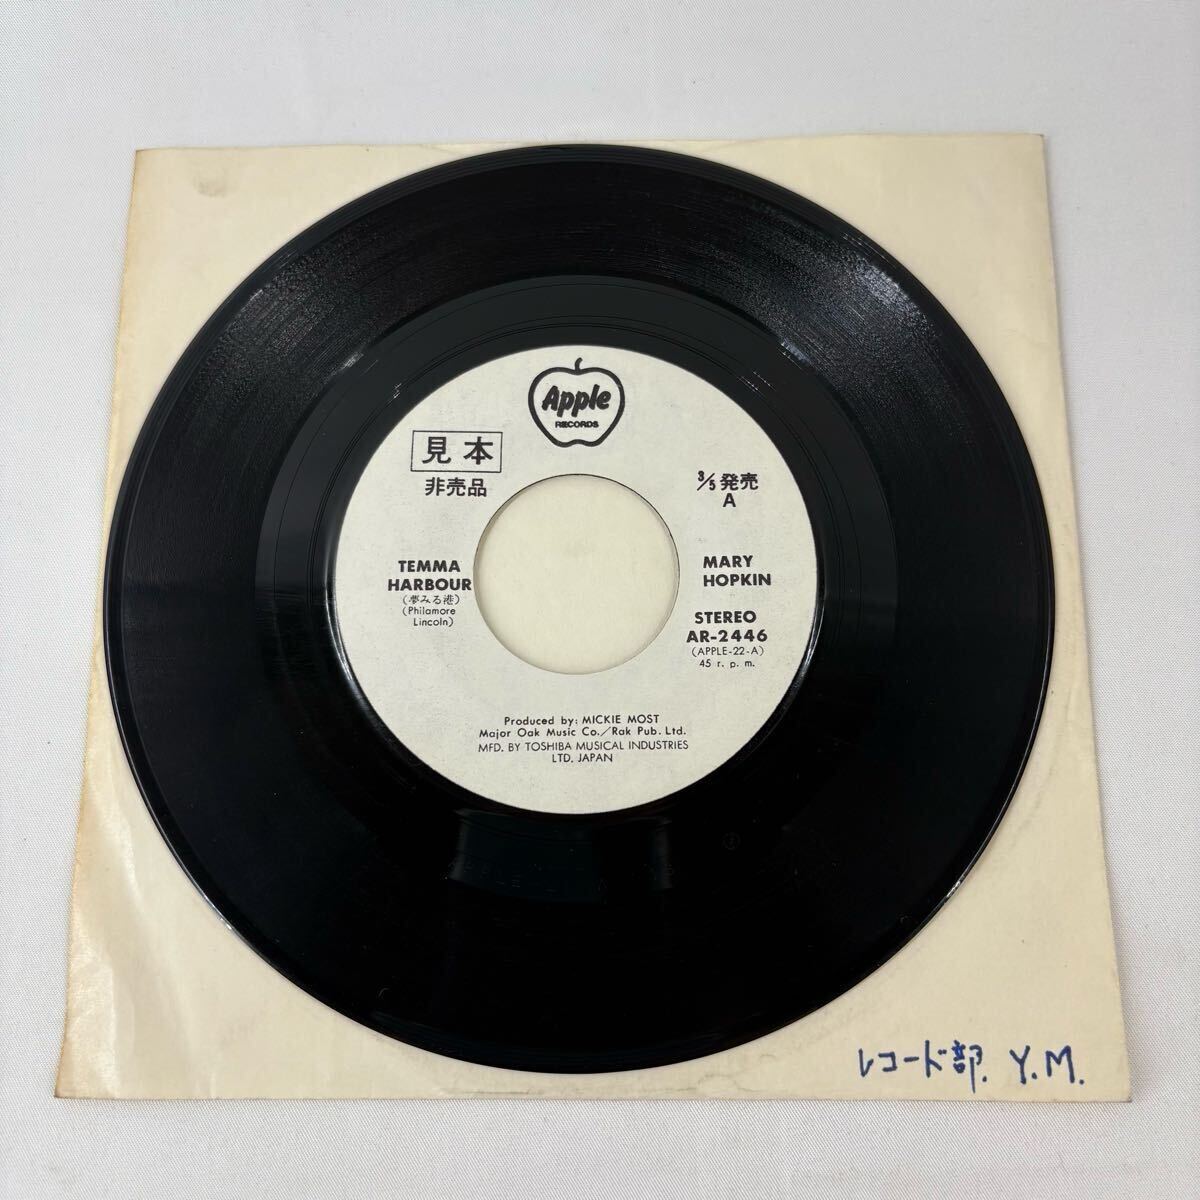 Apple
RECORDS
見本
非売品
3/5 発売
A
TEMMA
HARBOUR
(夢みる港)
(Philamore
Lincoln)
MARY
HOPKIN
STEREO
AR-2446
(APPLE-22-A)
45 r. p. m.
Produced by: MICKIE MOST
Major Oak Music Co./Rak Pub. Ltd.
MFD. BY TOSHIBA MUSICAL INDUSTRIES
LTD. JAPAN
レコード部. Y.M.